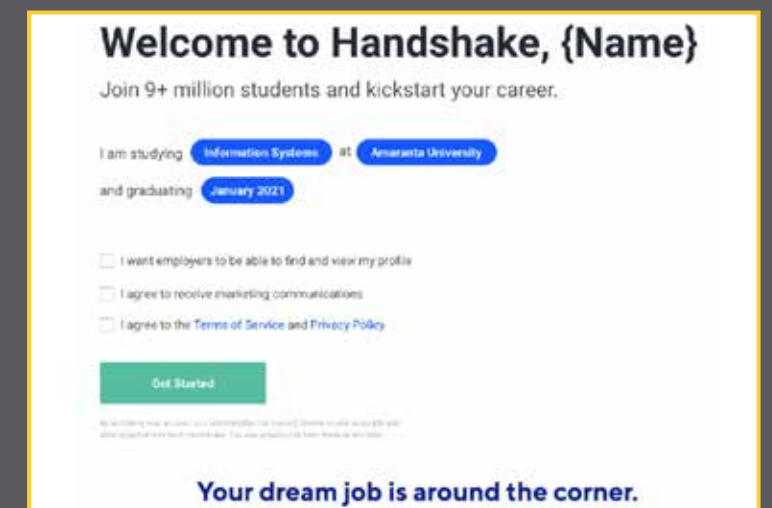 Welcome to Handshake, {Name}
Join 9+ million students and kickstart your career.
I am studying Information Systems at Amaranta University
and graduating January 2021
I want employers to be able to find and view my profile
I agree to receive marketing communications
I agree to the Terms of Service and Privacy Policy
Get Started
Your dream job is around the corner.